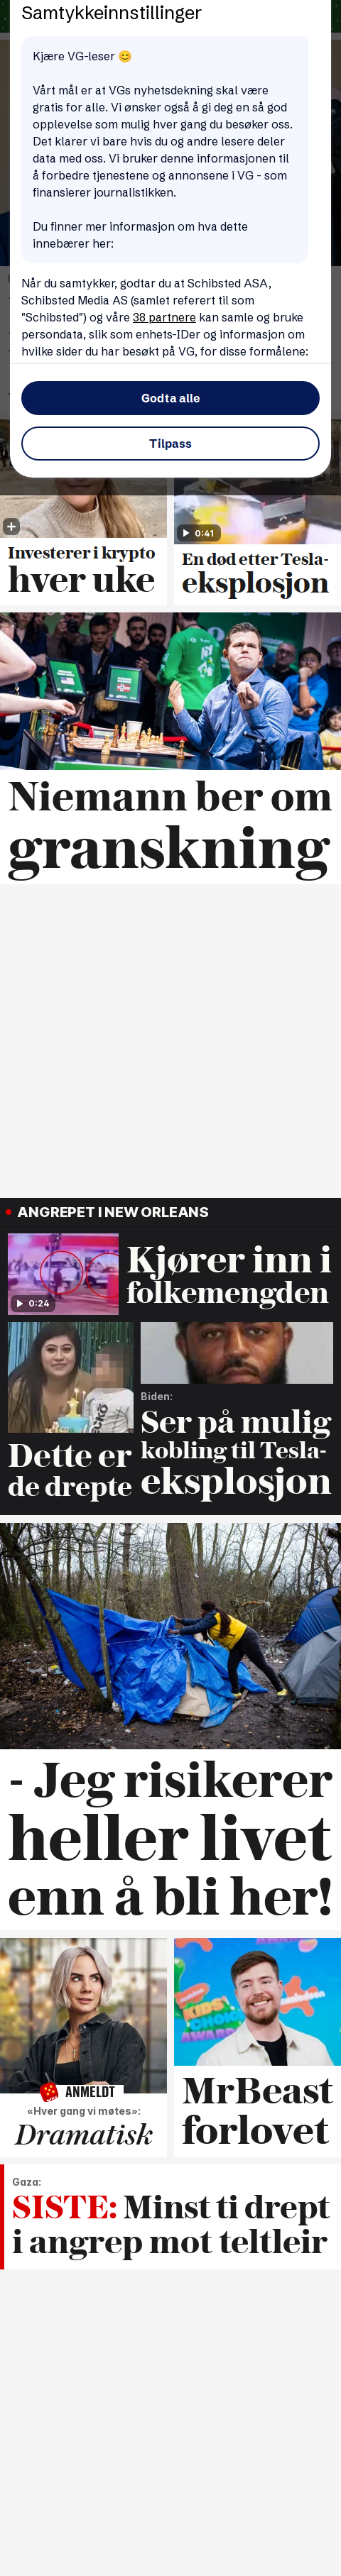 Samtykkeinnstillinger
Kjære VG-leser 😊
Vårt mål er at VGs nyhetsdekning skal være
gratis for alle. Vi ønsker også å gi deg en så god
opplevelse som mulig hver gang du besøker oss.
Det klarer vi bare hvis du og andre lesere deler
data med oss. Vi bruker denne informasjonen til
å forbedre tjenestene og annonsene i VG - som
finansierer journalistikken.
Du finner mer informasjon om hva dette
innebærer her:
Når du samtykker, godtar du at Schibsted ASA,
Schibsted Media AS (samlet referert til som
"Schibsted") og våre 38 partnere kan samle og bruke
persondata, slik som enhets-IDer og informasjon om
hvilke sider du har besøkt på VG, for disse formålene:
Godta alle
Tilpass
0:41
Investerer i krypto
hver uke
En død etter Tesla-
eksplosjon
Niemann ber om
granskning
ANGREPET I NEW ORLEANS
0:24
Kjører inn i
folkemengden
Dette er
de drepte
Biden:
Ser på mulig
kobling til Tesla-
eksplosjon
- Jeg risikerer
heller livet
enn å bli her!
ANMELDT
«Hver gang vi møtes»:
Dramatisk
MrBeast
forlovet
Gaza:
SISTE: Minst ti drept
i angrep mot teltleir